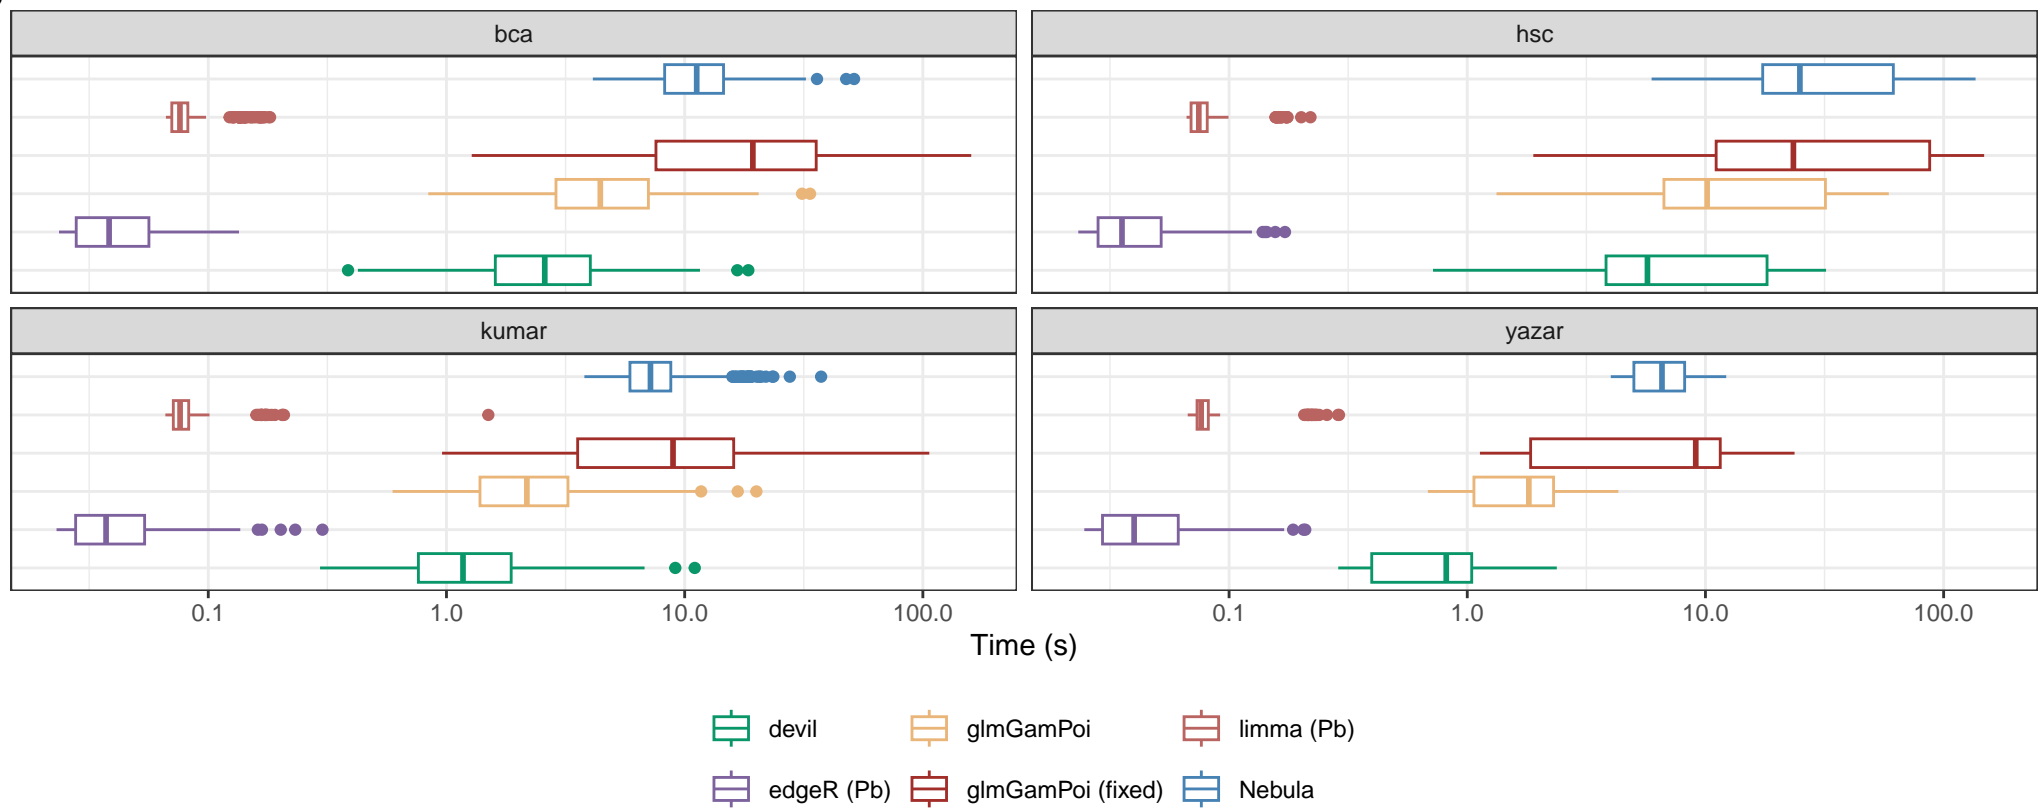 bca
hsc
kumar
yazar
0.1 1.0 10.0 100.0 0.1 1.0 10.0 100.0
Time (s)
devil glmGamPoi limma (Pb)
edgeR (Pb) glmGamPoi (fixed) Nebula